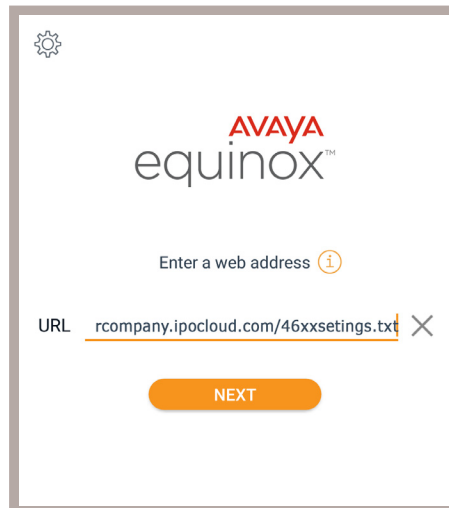 AVAYA
equinox™
Enter a web address i
URL rcompany.ipocloud.com/46xxsetings.txt
NEXT